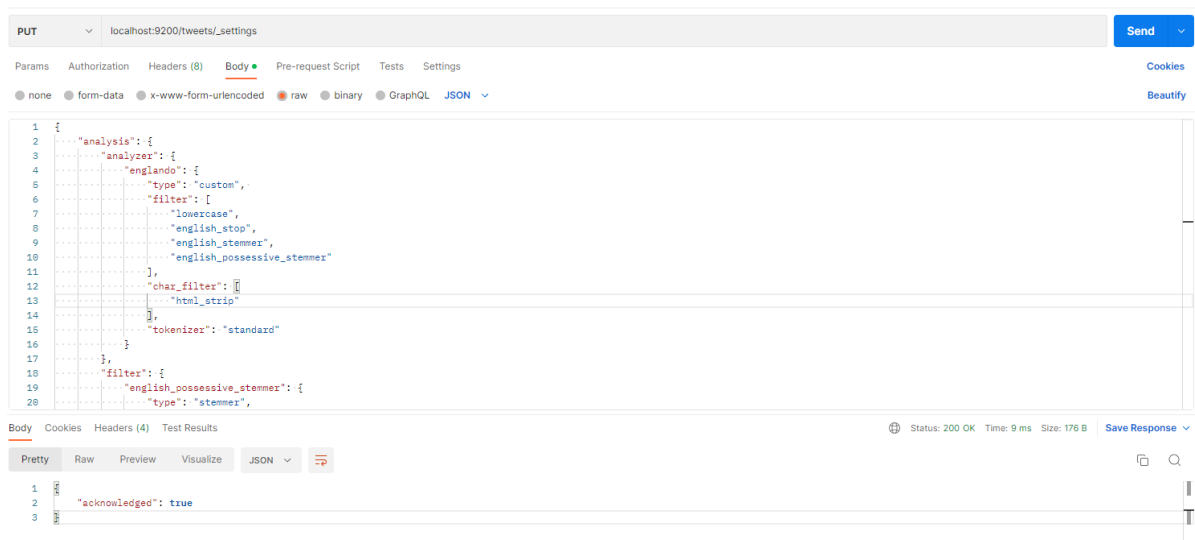 PUT localhost:9200/tweets/_settings Send
Params Authorization Headers (8) Body Pre-request Script Tests Settings Cookies
none form-data x-www-form-urlencoded raw binary GraphQL JSON Beautify
1 {
2 "analysis": {
3 "analyzer": {
4 "englando": {
5 "type": "custom",
6 "filter": [
7 "lowercase",
8 "english_stop",
9 "english_stemmer",
10 "english_possessive_stemmer"
11 ],
12 "char_filter": [
13 "html_strip"
14 ],
15 "tokenizer": "standard"
16 }
17 },
18 "filter": {
19 "english_possessive_stemmer": {
20 "type": "stemmer",
Body Cookies Headers (4) Test Results Status: 200 OK Time: 9 ms Size: 176 B Save Response
Pretty Raw Preview Visualize JSON
1 {
2 "acknowledged": true
3 }